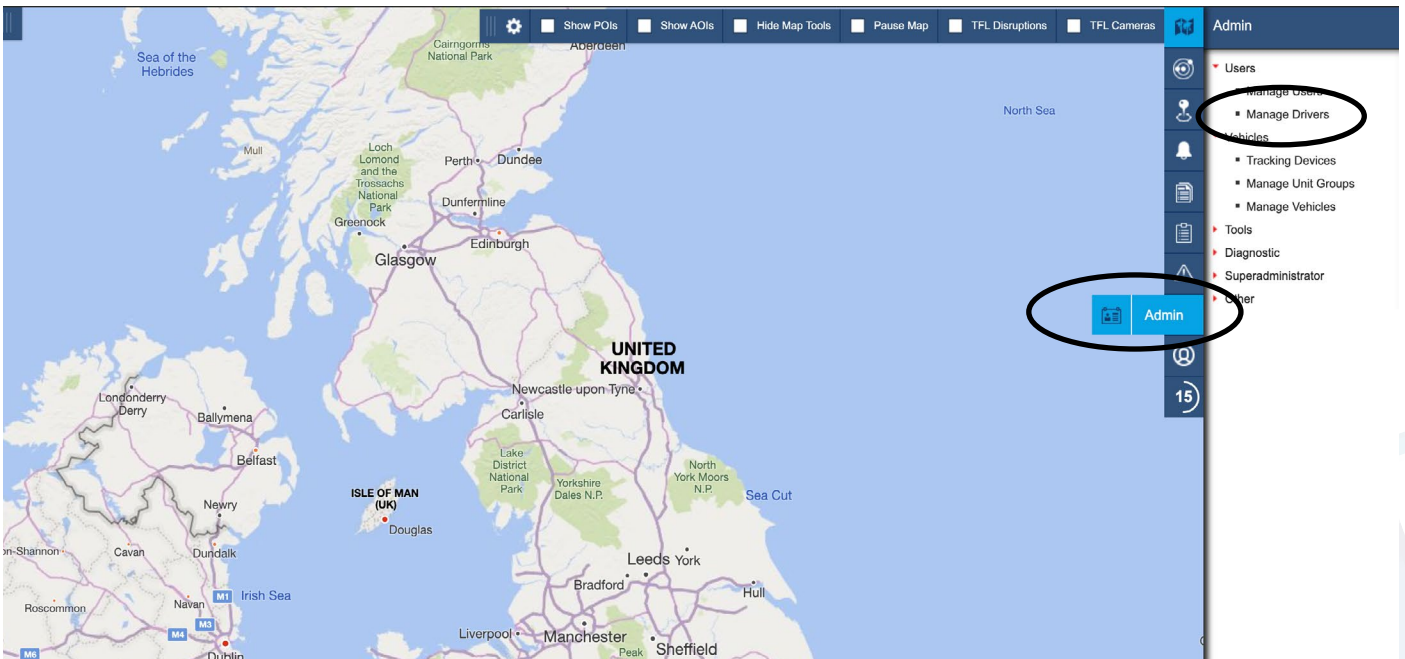 Show POIs
Show AOIs
Hide Map Tools
Pause Map
TFL Disruptions
TFL Cameras
Admin
Users
Manage Users
Manage Drivers
Vehicles
Tracking Devices
Manage Unit Groups
Manage Vehicles
Tools
Diagnostic
Superadministrator
Other
Admin
15
Sea of the
Hebrides
Cairngorms
National Park
Aberdeen
North Sea
Mull
Loch
Lomond
and the
Trossachs
National
Park
Perth
Dundee
Dunfermline
Greenock
Edinburgh
Glasgow
UNITED
KINGDOM
Newcastle upon Tyne
Carlisle
Londonderry
Derry
Ballymena
Belfast
Lake
District
National
Park
Yorkshire
Dales N.P.
North
York Moors
N.P.
Sea Cut
ISLE OF MAN
(UK)
Douglas
Newry
on-Shannon
Cavan
Dundalk
Leeds
York
Bradford
Hull
Irish Sea
M1
Roscommon
Navan
M3
M4
M6
Dublin
Liverpool
Manchester
Peak
Sheffield